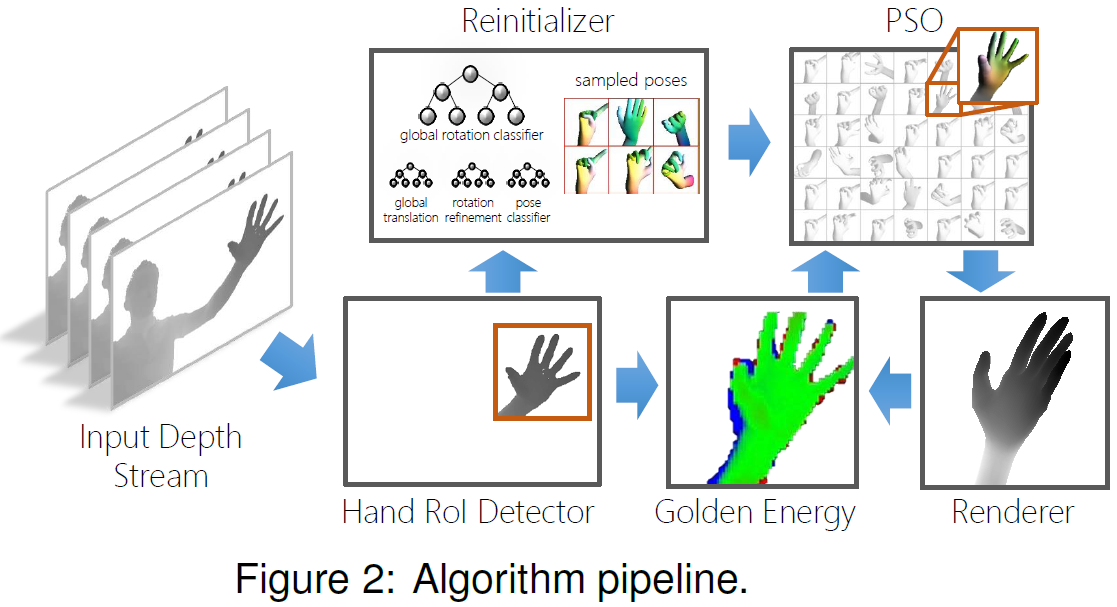 Reinitializer
PSO
sampled poses
global rotation classifier
global
translation
rotation
refinement
pose
classifier
Input Depth
Stream
Hand RoI Detector
Golden Energy
Renderer
Figure 2: Algorithm pipeline.